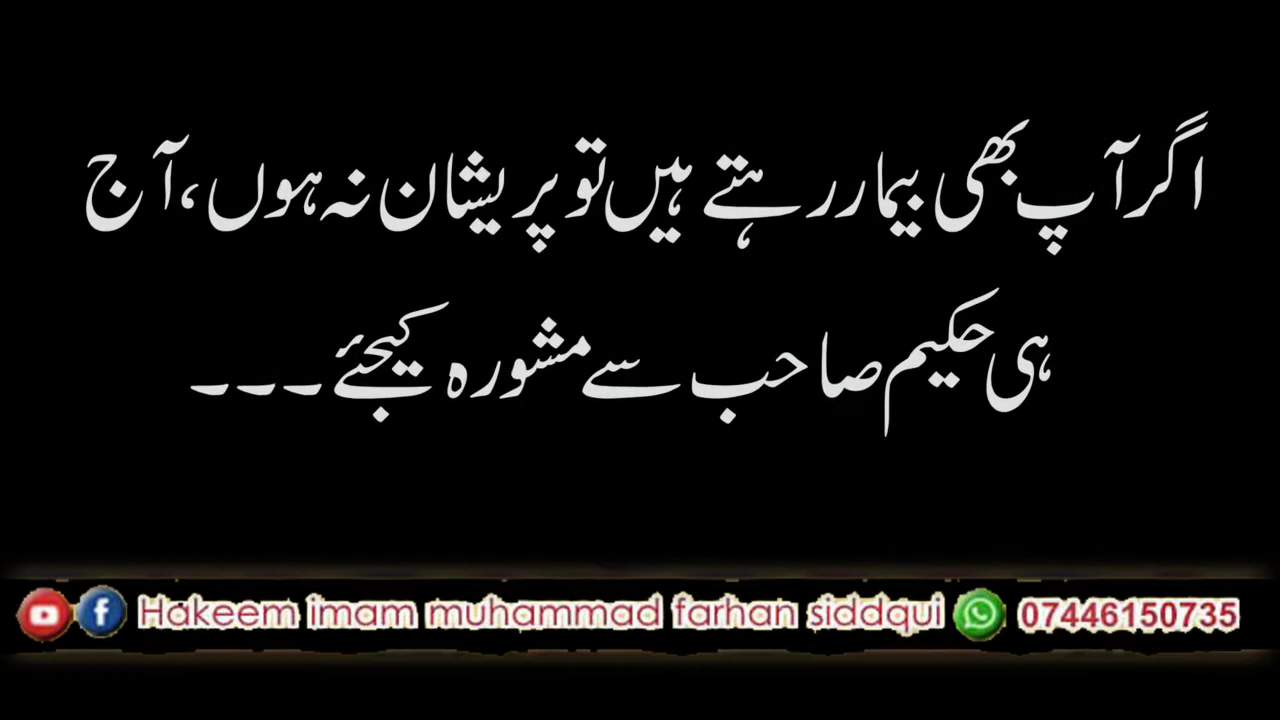 اگر آپ بھی بیمار رہتے ہیں تو پریشان نہ ہوں، آج
ہی حکیم صاحب سے مشورہ کیجئے ۔۔۔
Hakeem imam muhammad farhan siddqui 07446150735